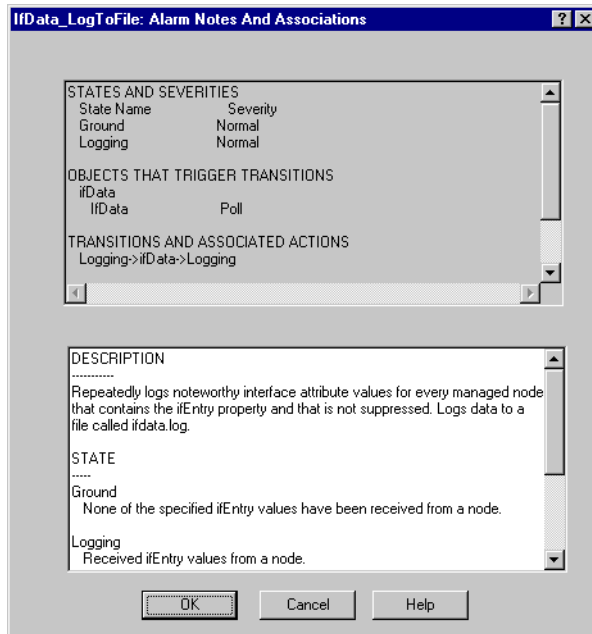 IfData_LogToFile: Alarm Notes And Associations
STATES AND SEVERITIES
State Name Severity
Ground Normal
Logging Normal
OBJECTS THAT TRIGGER TRANSITIONS
ifData
IfData Poll
TRANSITIONS AND ASSOCIATED ACTIONS
Logging->ifData->Logging
DESCRIPTION
-----------
Repeatedly logs noteworthy interface attribute values for every managed node
that contains the ifEntry property and that is not suppressed. Logs data to a
file called ifdata.log.
STATE
-----
Ground
None of the specified ifEntry values have been received from a node.
Logging
Received ifEntry values from a node.
OK Cancel Help